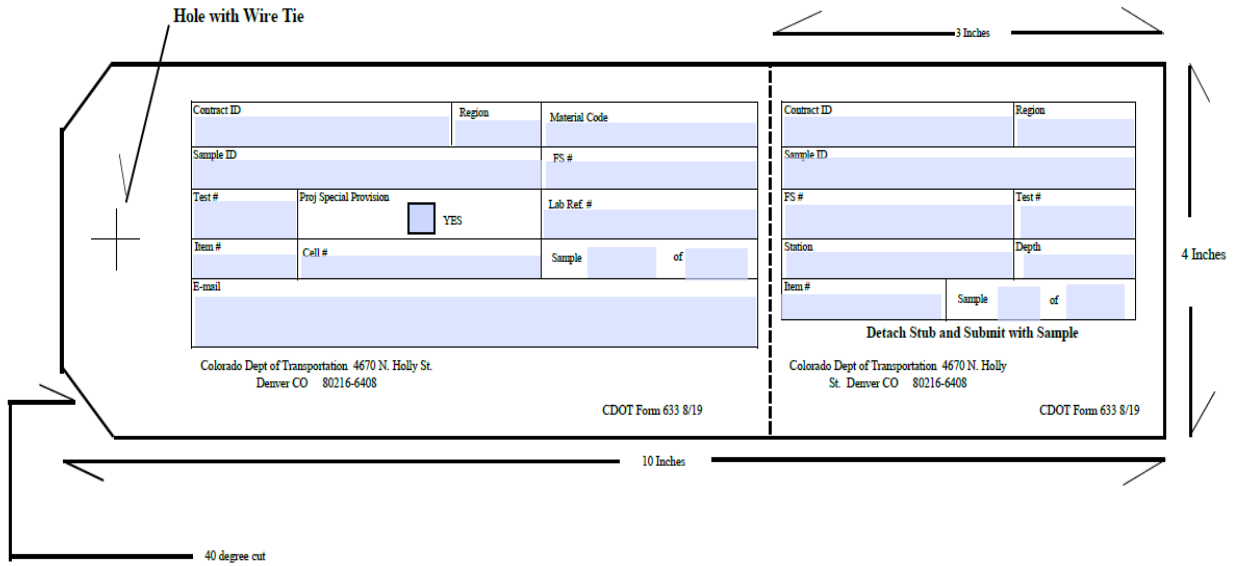 Hole with Wire Tie
3 Inches
Contract ID
Region
Material Code
Sample ID
FS #
Test #
Proj Special Provision
YES
Lab Ref. #
Item #
Cell #
Sample of
E-mail
Colorado Dept of Transportation 4670 N. Holly St.
Denver CO 80216-6408
CDOT Form 633 8/19
Contract ID
Region
Sample ID
FS #
Test #
Station
Depth
Item #
Sample of
Detach Stub and Submit with Sample
Colorado Dept of Transportation 4670 N. Holly
St. Denver CO 80216-6408
CDOT Form 633 8/19
4 Inches
10 Inches
40 degree cut